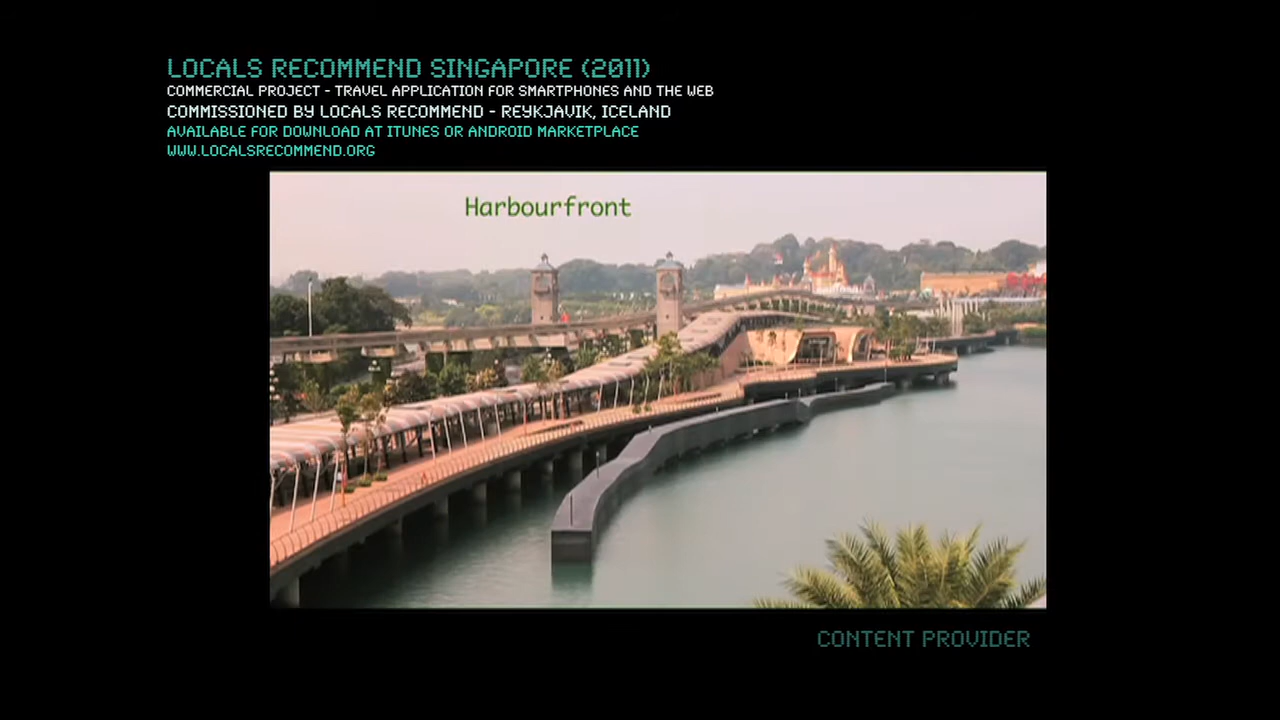 LOCALS RECOMMEND SINGAPORE (2011)
COMMERCIAL PROJECT - TRAVEL APPLICATION FOR SMARTPHONES AND THE WEB
COMMISSIONED BY LOCALS RECOMMEND - REYKJAVIK, ICELAND
AVAILABLE FOR DOWNLOAD AT ITUNES OR ANDROID MARKETPLACE
WWW.LOCALSRECOMMEND.ORG
Harbourfront
CONTENT PROVIDER